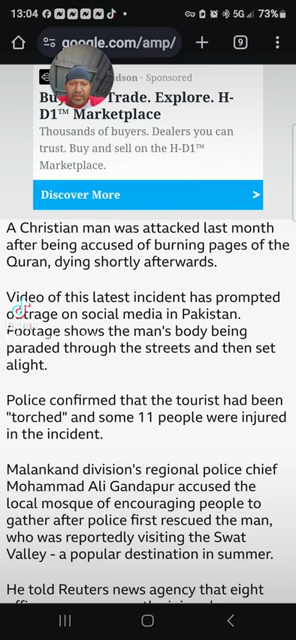 13:04
5G
73%
google.com/amp/
9
idson · Sponsored
Bu Trade. Explore. H-
D1™ Marketplace
Thousands of buyers. Dealers you can
trust. Buy and sell on the H-D1™
Marketplace.
Discover More
A Christian man was attacked last month
after being accused of burning pages of the
Quran, dying shortly afterwards.
Video of this latest incident has prompted
outrage on social media in Pakistan.
Footage shows the man's body being
paraded through the streets and then set
alight.
Police confirmed that the tourist had been
"torched" and some 11 people were injured
in the incident.
Malankand division's regional police chief
Mohammad Ali Gandapur accused the
local mosque of encouraging people to
gather after police first rescued the man,
who was reportedly visiting the Swat
Valley - a popular destination in summer.
He told Reuters news agency that eight